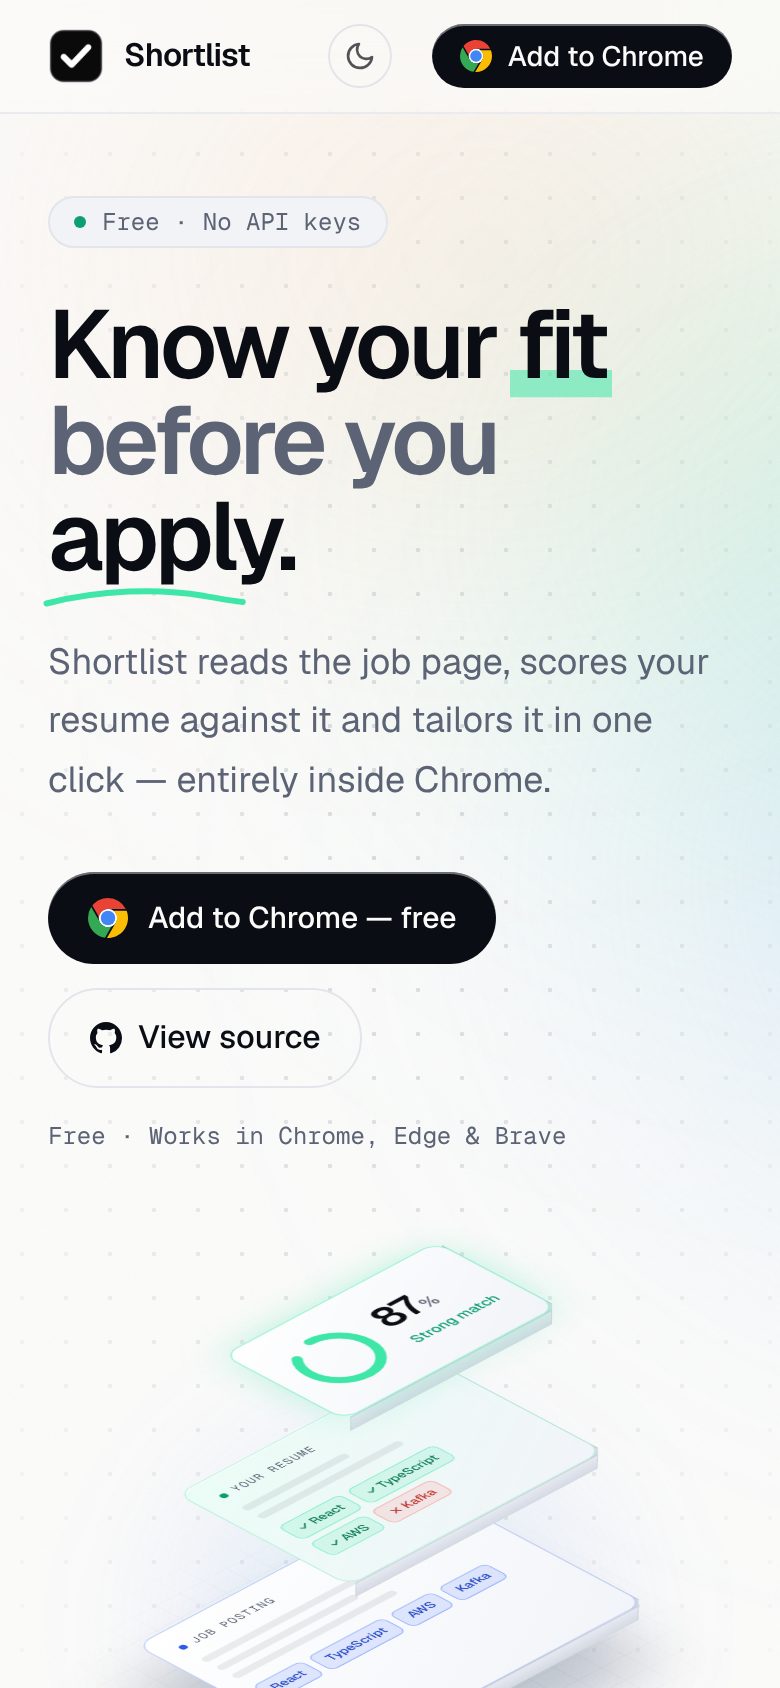 Shortlist
Add to Chrome
Free · No API keys
Know your fit
before you
apply.
Shortlist reads the job page, scores your
resume against it and tailors it in one
click — entirely inside Chrome.
Add to Chrome — free
View source
Free · Works in Chrome, Edge & Brave
87%
Strong match
YOUR RESUME
✓ React
✓ TypeScript
✓ AWS
✕ Kafka
JOB POSTING
React
TypeScript
AWS
Kafka